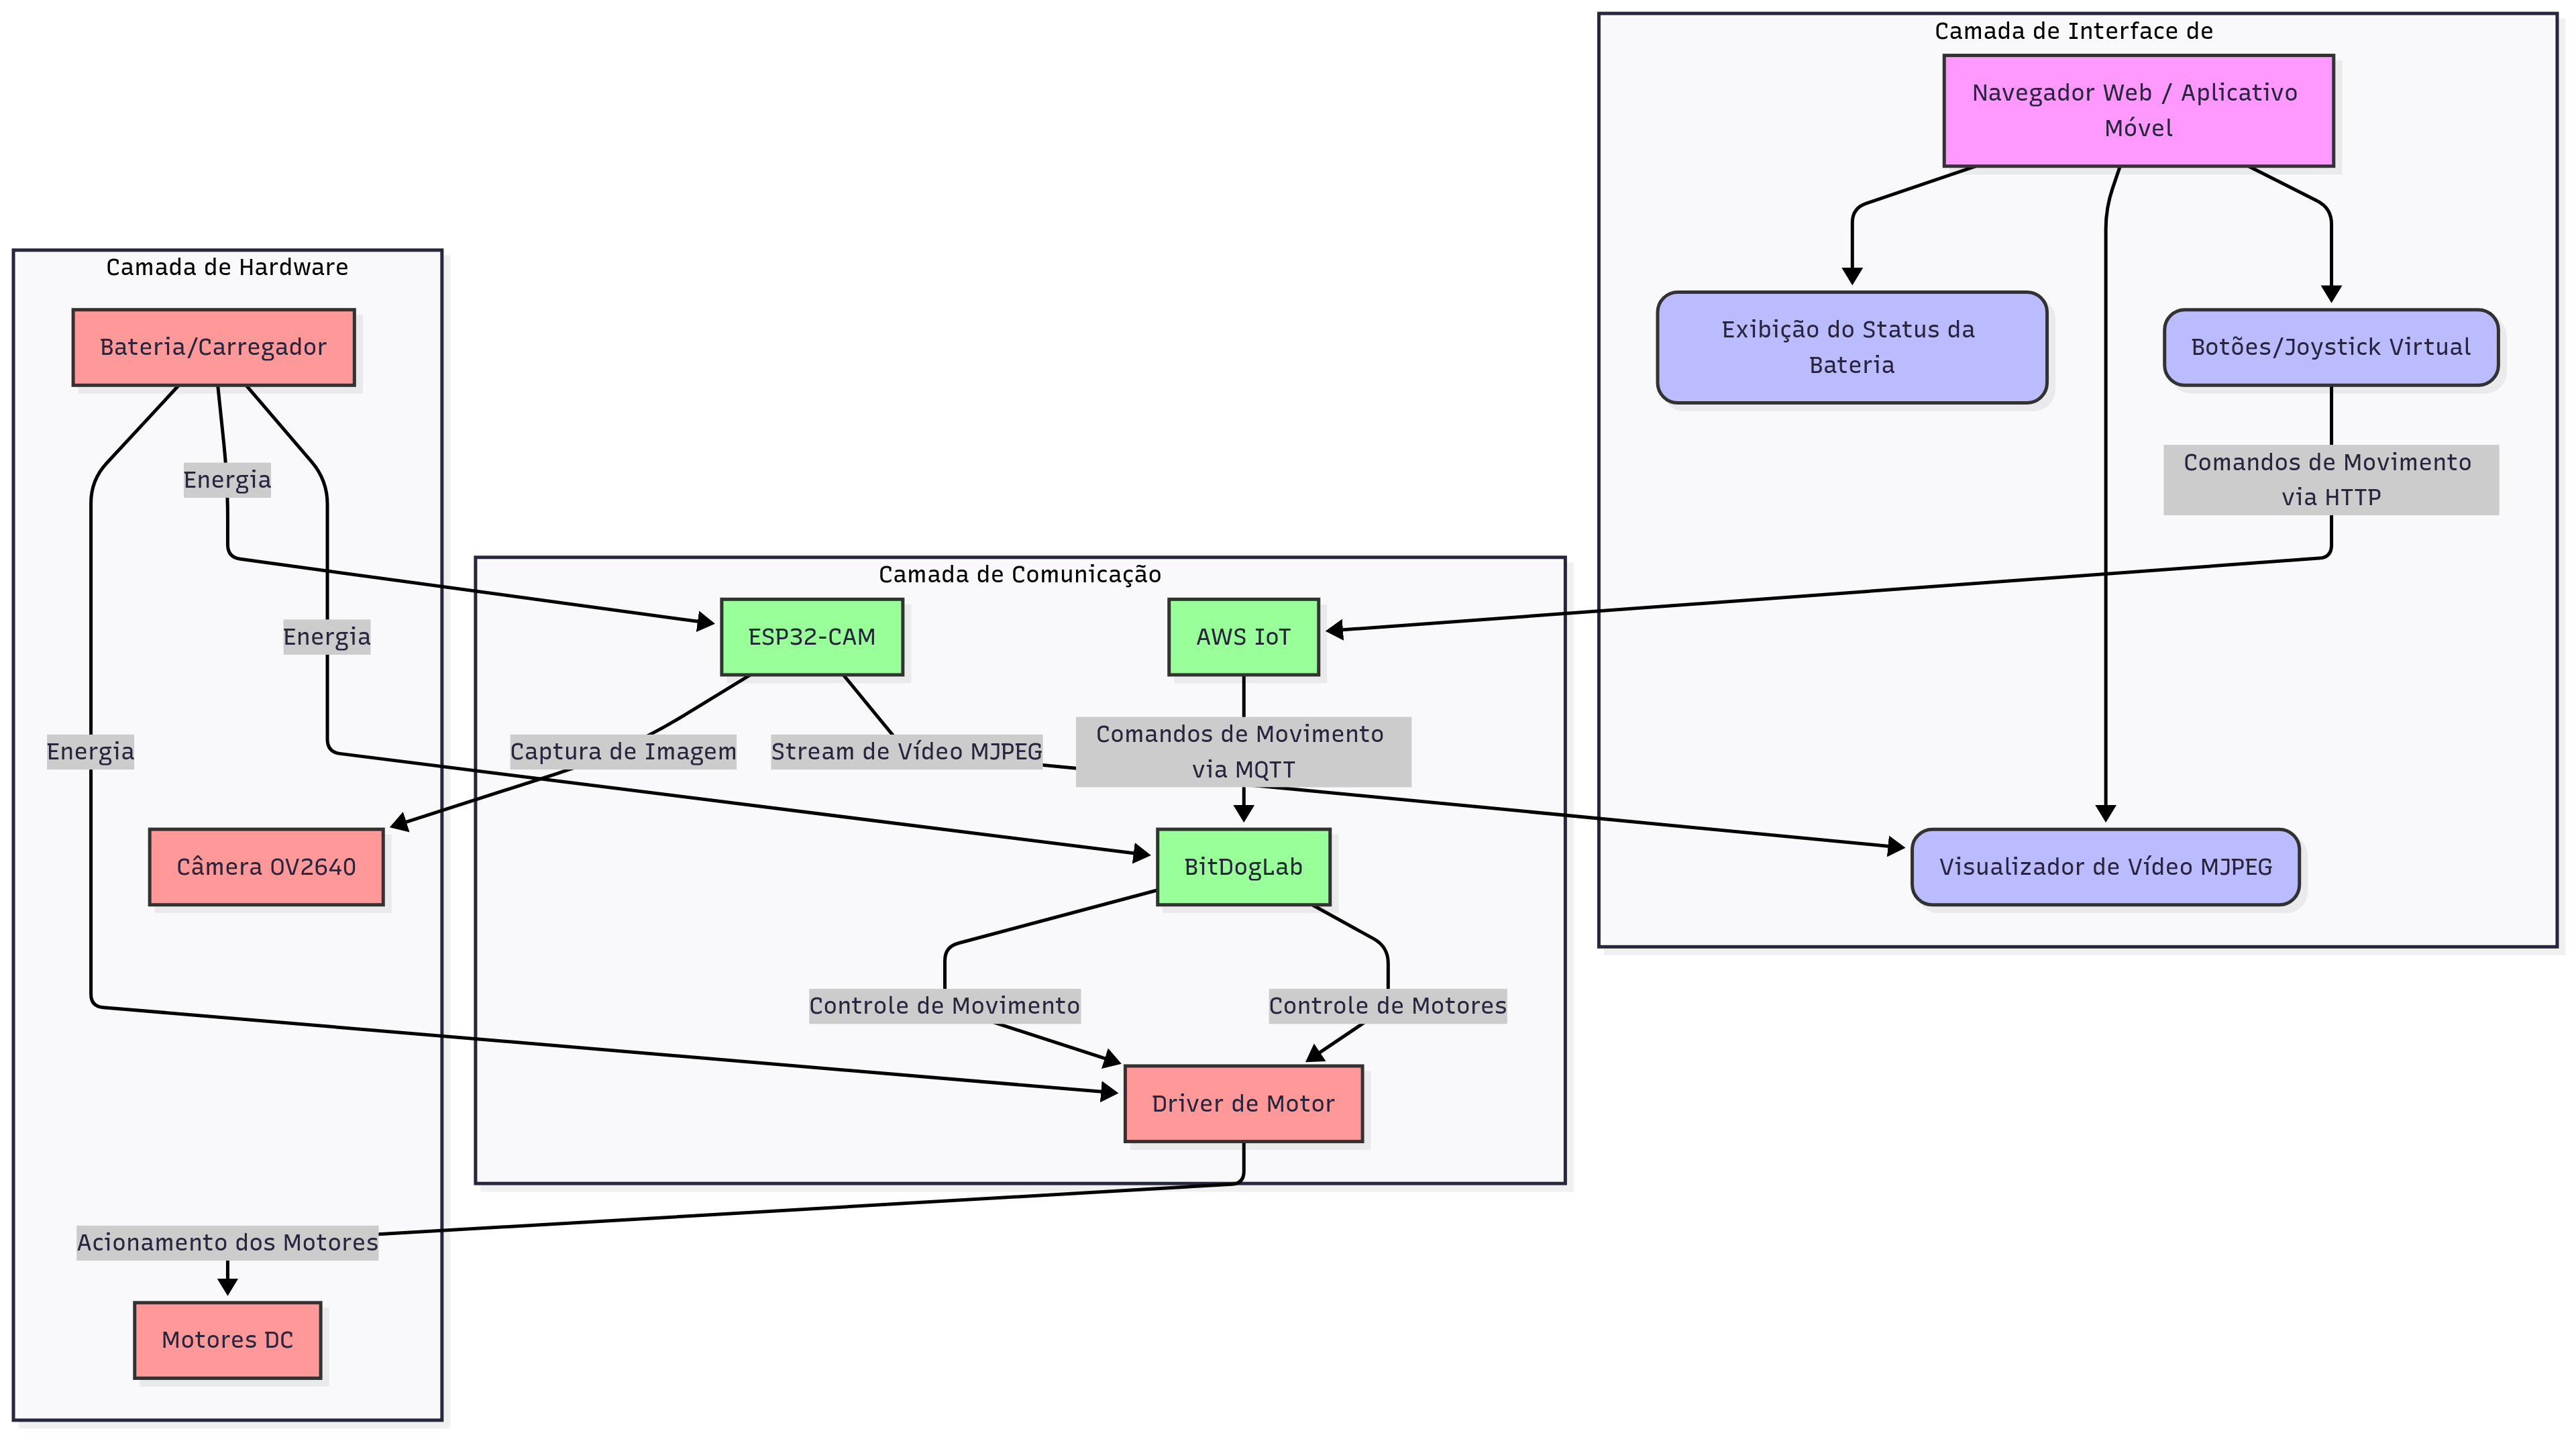 Camada de Interface de
Navegador Web / Aplicativo
Móvel
Exibição do Status da
Bateria
Botões/Joystick Virtual
Comandos de Movimento
via HTTP
Visualizador de Vídeo MJPEG
Camada de Hardware
Bateria/Carregador
Energia
Energia
Energia
Câmera OV2640
Acionamento dos Motores
Motores DC
Camada de Comunicação
ESP32-CAM
AWS IoT
Captura de Imagem
Stream de Vídeo MJPEG
Comandos de Movimento
via MQTT
BitDogLab
Controle de Movimento
Controle de Motores
Driver de Motor